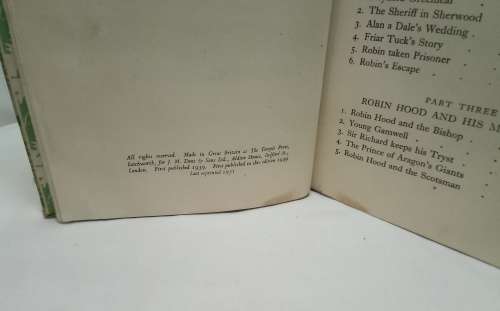 All rights reserved. Made in Great Britain at The Temple Press,
Letchworth, for J. M. Dent & Sons Ltd., Aldine House, Bedford St.,
London. First published 1939. First published in this edition 1949
Last reprinted 1951
2. The Sheriff in Sherwood
3. Alan a Dale's Wedding
4. Friar Tuck's Story
5. Robin taken Prisoner
6. Robin's Escape
PART THREE
ROBIN HOOD AND HIS M
1. Robin Hood and the Bishop
2. Young Gamwell
3. Sir Richard keeps his Tryst
4. The Prince of Aragon's Giants
5. Robin Hood and the Scotsman